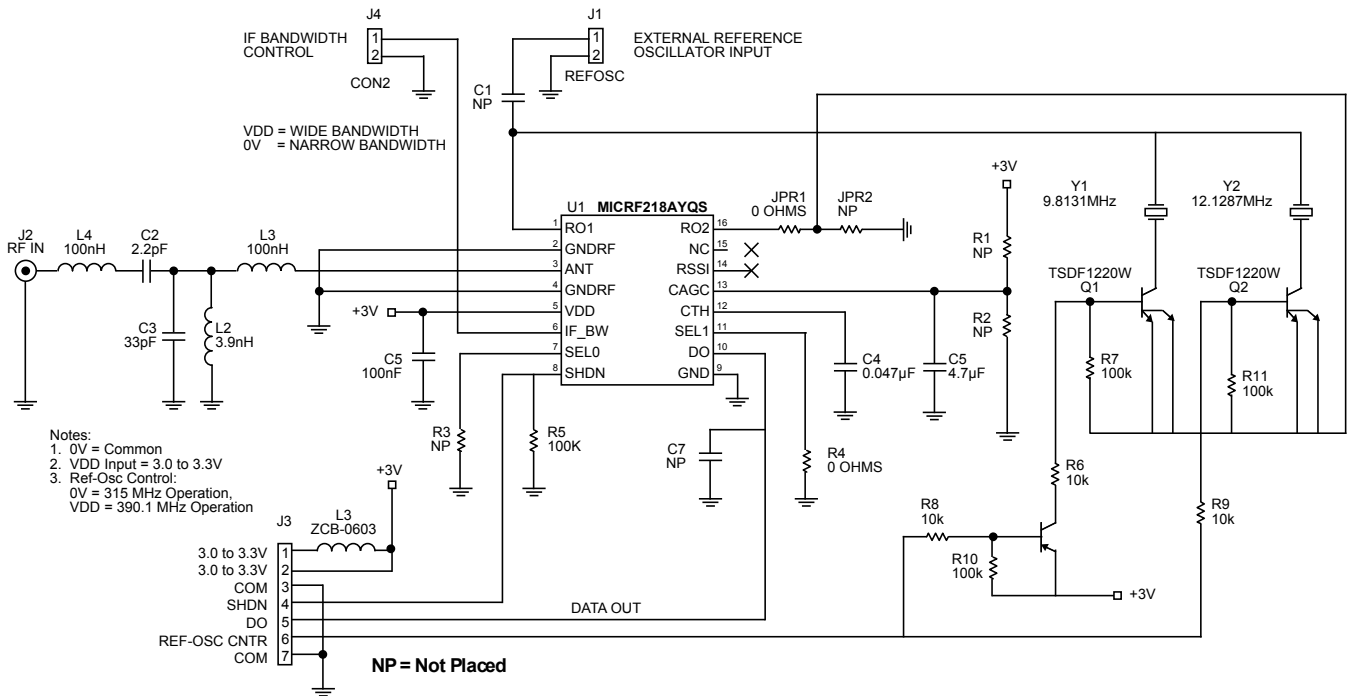 J4
J1
IF BANDWIDTH
CONTROL
1
2
CON2
1
2
REFOSC
EXTERNAL REFERENCE
OSCILLATOR INPUT
C1
NP
VDD = WIDE BANDWIDTH
0V = NARROW BANDWIDTH
+3V
Y1
9.8131MHz
Y2
12.1287MHz
J2
RF IN
L4
100nH
C2
2.2pF
L3
100nH
C3
33pF
L2
3.9nH
U1 MICRF218AYQS
1 RO1
2 GNDRF
3 ANT
4 GNDRF
5 VDD
6 IF_BW
7 SEL0
8 SHDN
RO2 16
NC 15
RSSI 14
CAGC 13
CTH 12
SEL1 11
DO 10
GND 9
JPR1
0 OHMS
JPR2
NP
R1
NP
R2
NP
TSDF1220W
Q1
TSDF1220W
Q2
+3V
C5
100nF
C4
0.047µF
C5
4.7µF
R7
100k
R11
100k
R3
NP
R5
100K
C7
NP
R4
0 OHMS
R6
10k
R8
10k
R9
10k
R10
100k
+3V
Notes:
1. 0V = Common
2. VDD Input = 3.0 to 3.3V
3. Ref-Osc Control:
0V = 315 MHz Operation,
VDD = 390.1 MHz Operation
+3V
J3
L3
ZCB-0603
3.0 to 3.3V 1
3.0 to 3.3V 2
COM 3
SHDN 4
DO 5
REF-OSC CNTR 6
COM 7
DATA OUT
NP = Not Placed